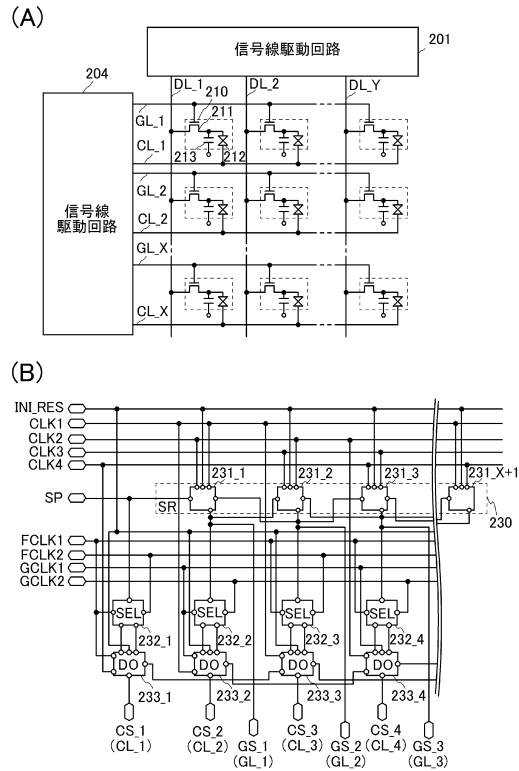 (A)
信号線駆動回路
201
204
DL_1
DL_2
DL_Y
GL_1
210
211
CL_1
213
212
GL_2
信号線
駆動回路
CL_2
GL_X
CL_X
(B)
INI_RES
CLK1
CLK2
CLK3
CLK4
231_1
231_2
231_3
231_X+1
SP
SR
230
FCLK1
FCLK2
GCLK1
GCLK2
SEL
SEL
SEL
SEL
232_1
232_2
232_3
232_4
DO
DO
DO
DO
233_1
233_2
233_3
233_4
CS_1
(CL_1)
CS_2
(CL_2)
GS_1
(GL_1)
CS_3
(CL_3)
GS_2
(GL_2)
CS_4
(CL_4)
GS_3
(GL_3)